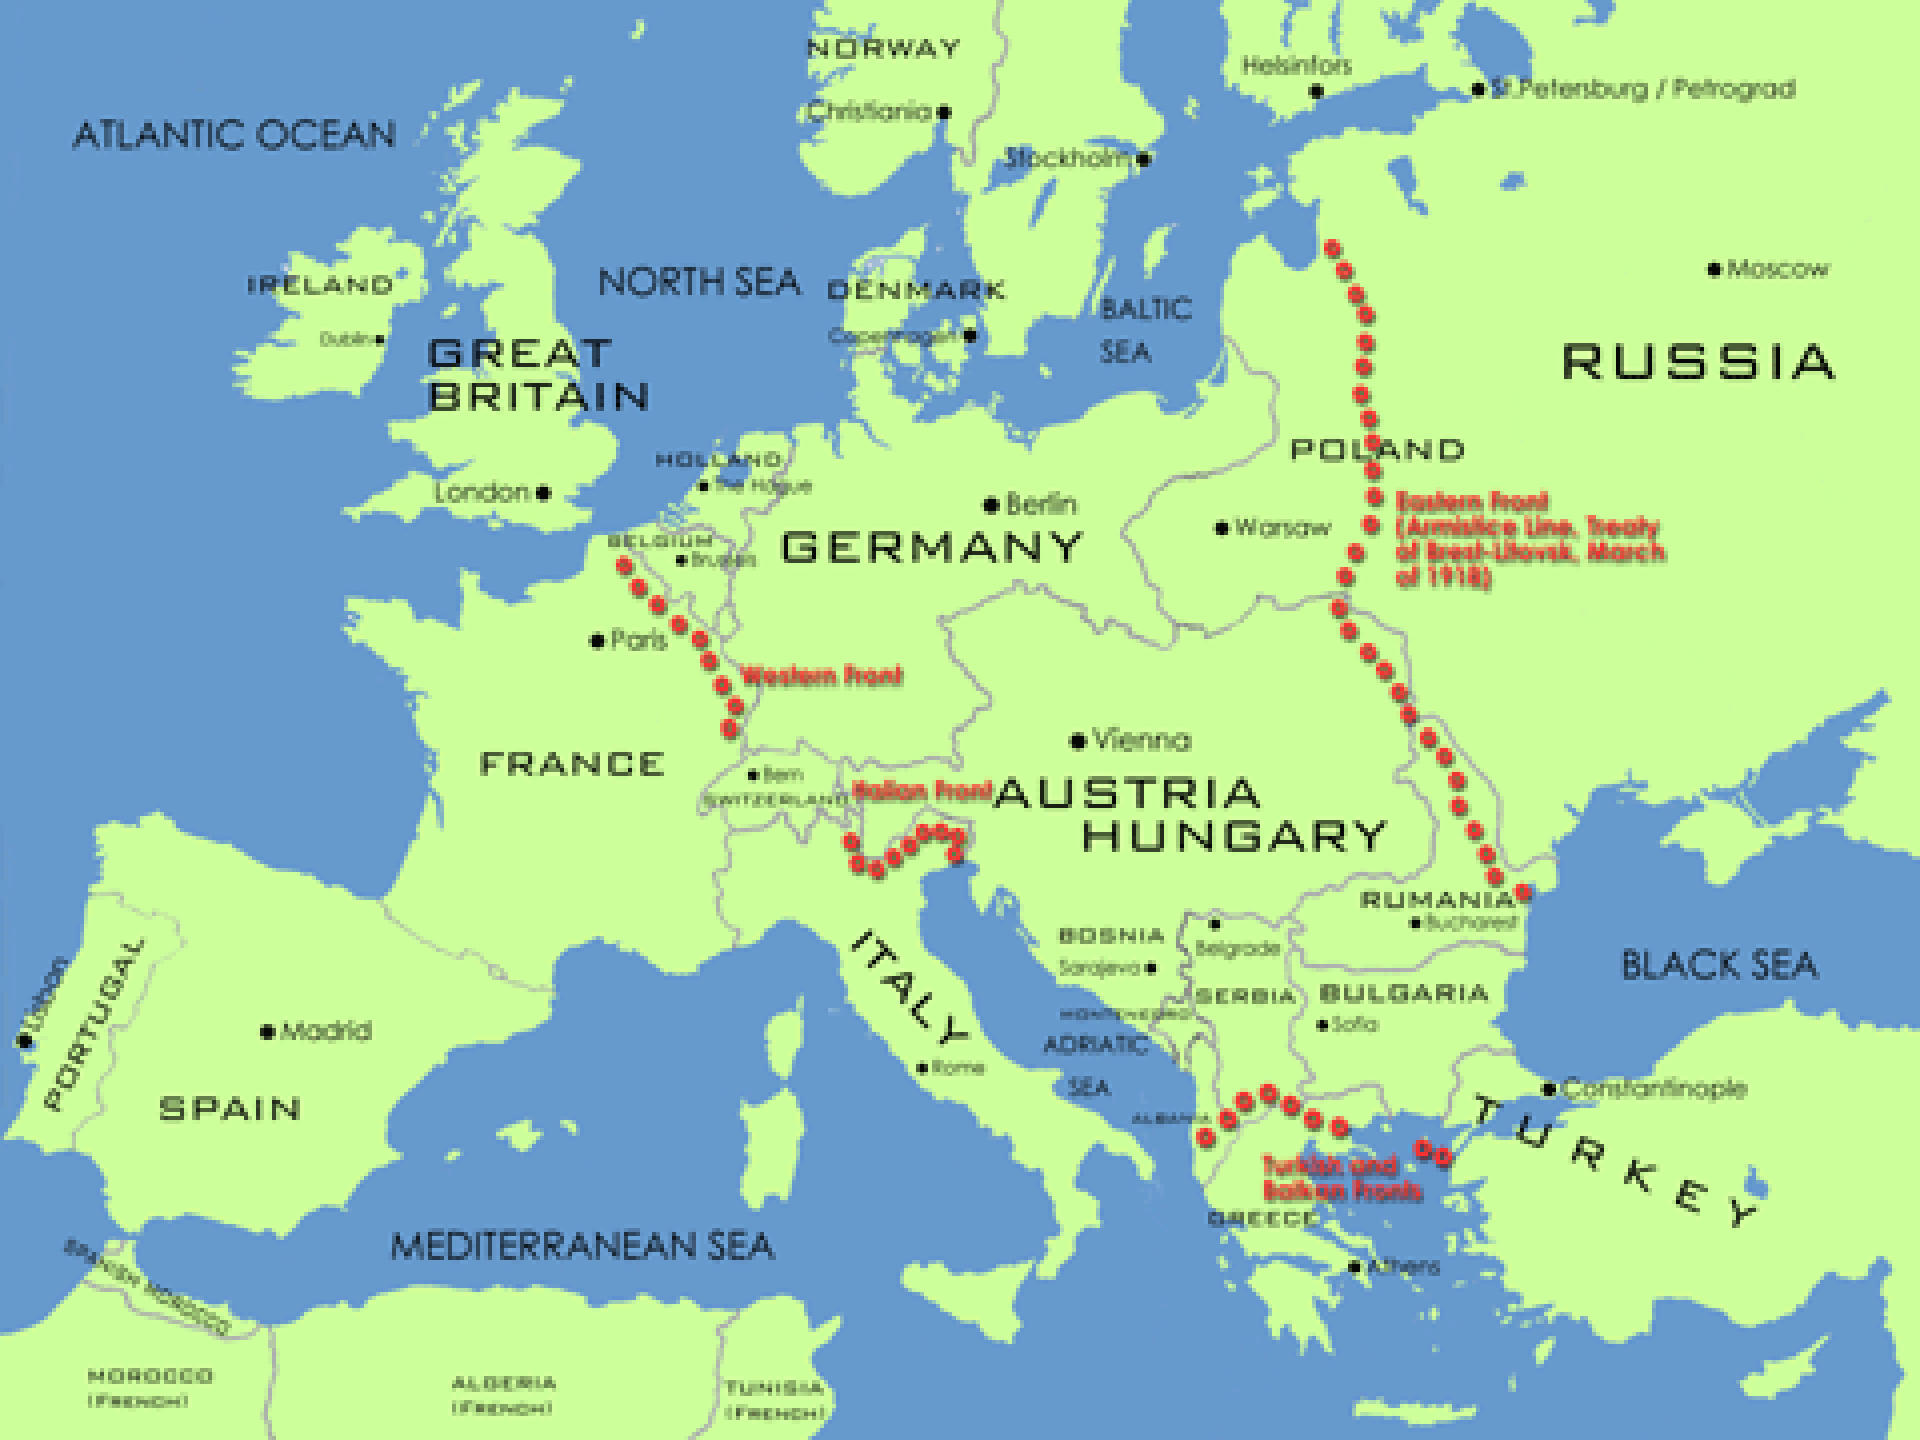 NORWAY
Helsinfors
Christiania
St.Petersburg / Petrograd
ATLANTIC OCEAN
Stockholm
IRELAND
NORTH SEA
DENMARK
Moscow
Dublin
Copenhagen
BALTIC
SEA
GREAT
BRITAIN
RUSSIA
HOLLAND
The Hague
POLAND
London
Berlin
Eastern Front
(Armistice Line, Treaty
of Brest-Litovsk, March
of 1918)
BELGIUM
Brussels
GERMANY
Warsaw
Paris
Western Front
FRANCE
Vienna
Bern
SWITZERLAND
Italian Front
AUSTRIA
HUNGARY
RUMANIA
Bucharest
BOSNIA
Belgrade
Sarajevo
ITALY
BLACK SEA
Lisbon
PORTUGAL
Madrid
SERBIA
BULGARIA
MONTENEGRO
Sofia
ADRIATIC
SEA
Rome
SPAIN
ALBANIA
Constantinople
TURKEY
Turkish and
Balkan Fronts
GREECE
MEDITERRANEAN SEA
Athens
SPANISH MOROCCO
MOROCCO
(FRENCH)
ALGERIA
(FRENCH)
TUNISIA
(FRENCH)